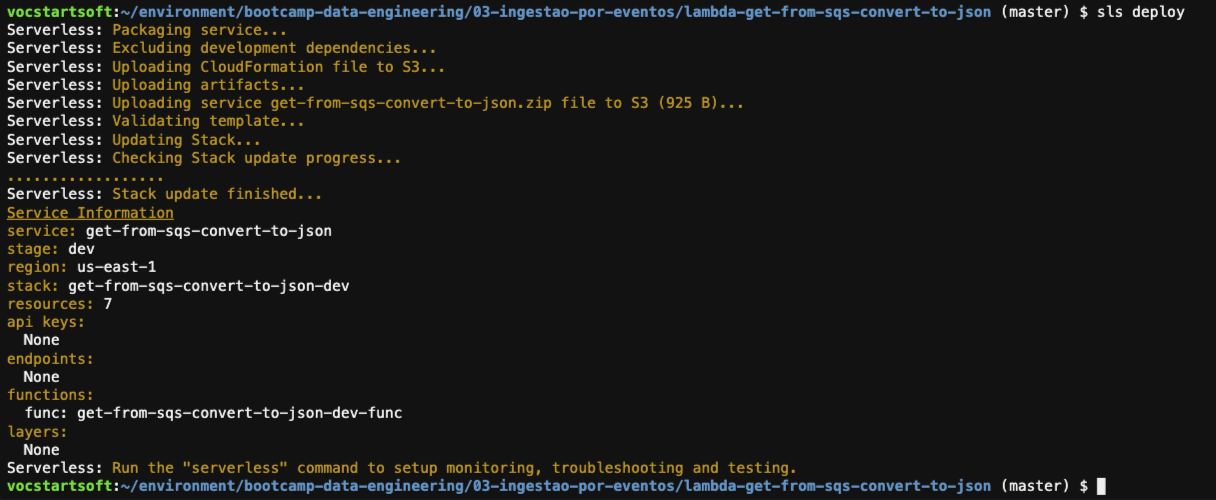 vocstartsoft:~/environment/bootcamp-data-engineering/03-ingestao-por-eventos/lambda-get-from-sqs-convert-to-json (master) $ sls deploy
Serverless: Packaging service...
Serverless: Excluding development dependencies...
Serverless: Uploading CloudFormation file to S3...
Serverless: Uploading artifacts...
Serverless: Uploading service get-from-sqs-convert-to-json.zip file to S3 (925 B)...
Serverless: Validating template...
Serverless: Updating Stack...
Serverless: Checking Stack update progress...
..................
Serverless: Stack update finished...
Service Information
service: get-from-sqs-convert-to-json
stage: dev
region: us-east-1
stack: get-from-sqs-convert-to-json-dev
resources: 7
api keys:
  None
endpoints:
  None
functions:
  func: get-from-sqs-convert-to-json-dev-func
layers:
  None
Serverless: Run the "serverless" command to setup monitoring, troubleshooting and testing.
vocstartsoft:~/environment/bootcamp-data-engineering/03-ingestao-por-eventos/lambda-get-from-sqs-convert-to-json (master) $